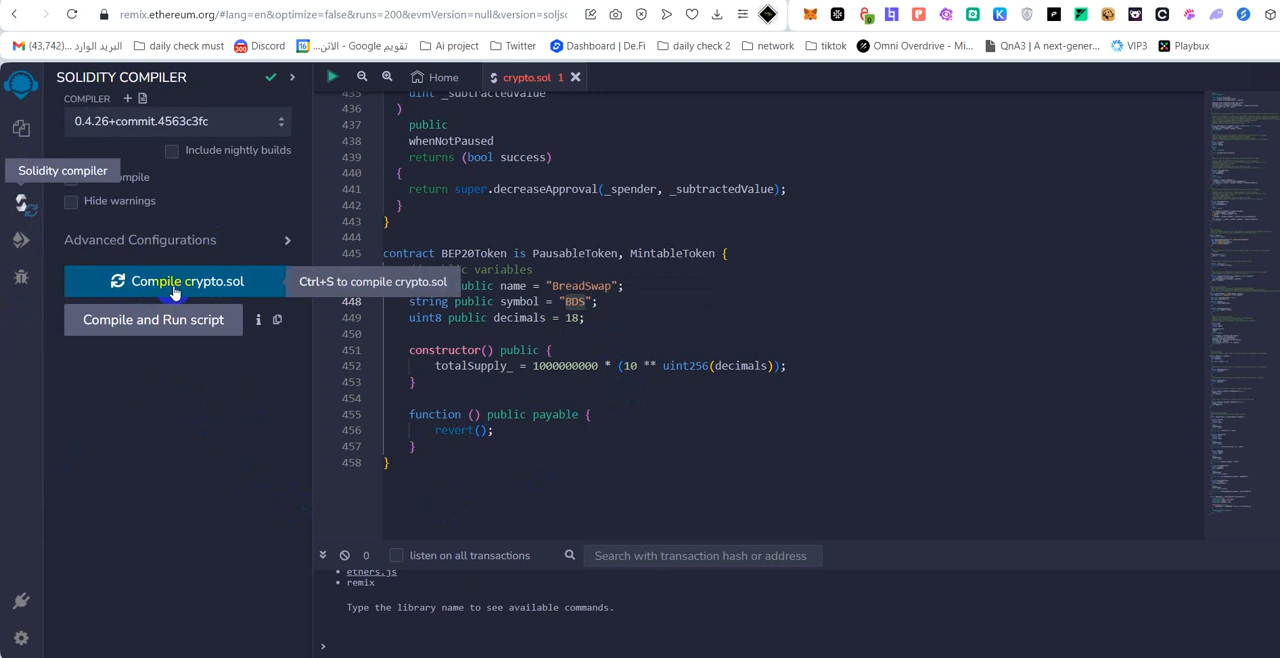 remix.ethereum.org/#lang=en&optimize=false&runs=200&evmVersion=null&version=soljso
(43,742)... البريد الوارد
daily check must
Discord
تقويم Google - الاثن...
Ai project
Twitter
Dashboard | De.Fi
daily check 2
network
tiktok
Omni Overdrive - Mi...
QnA3 | A next-gener...
VIP3
Playbux
SOLIDITY COMPILER
COMPILER
0.4.26+commit.4563c3fc
Include nightly builds
Solidity compiler
mpile
Hide warnings
Advanced Configurations
Compile crypto.sol
Ctrl+S to compile crypto.sol
Compile and Run script
Home
crypto.sol 1
435 uint _subtractedValue
436 )
437 public
438 whenNotPaused
439 returns (bool success)
440 {
441 return super.decreaseApproval(_spender, _subtractedValue);
442 }
443 }
444
445 contract BEP20Token is PausableToken, MintableToken {
variables
public name = "BreadSwap";
448 string public symbol = "BDS";
449 uint8 public decimals = 18;
450
451 constructor() public {
452 totalSupply_ = 1000000000 * (10 ** uint256(decimals));
453 }
454
455 function () public payable {
456 revert();
457 }
458 }
0
listen on all transactions
Search with transaction hash or address
• ethers.js
• remix
Type the library name to see available commands.
>